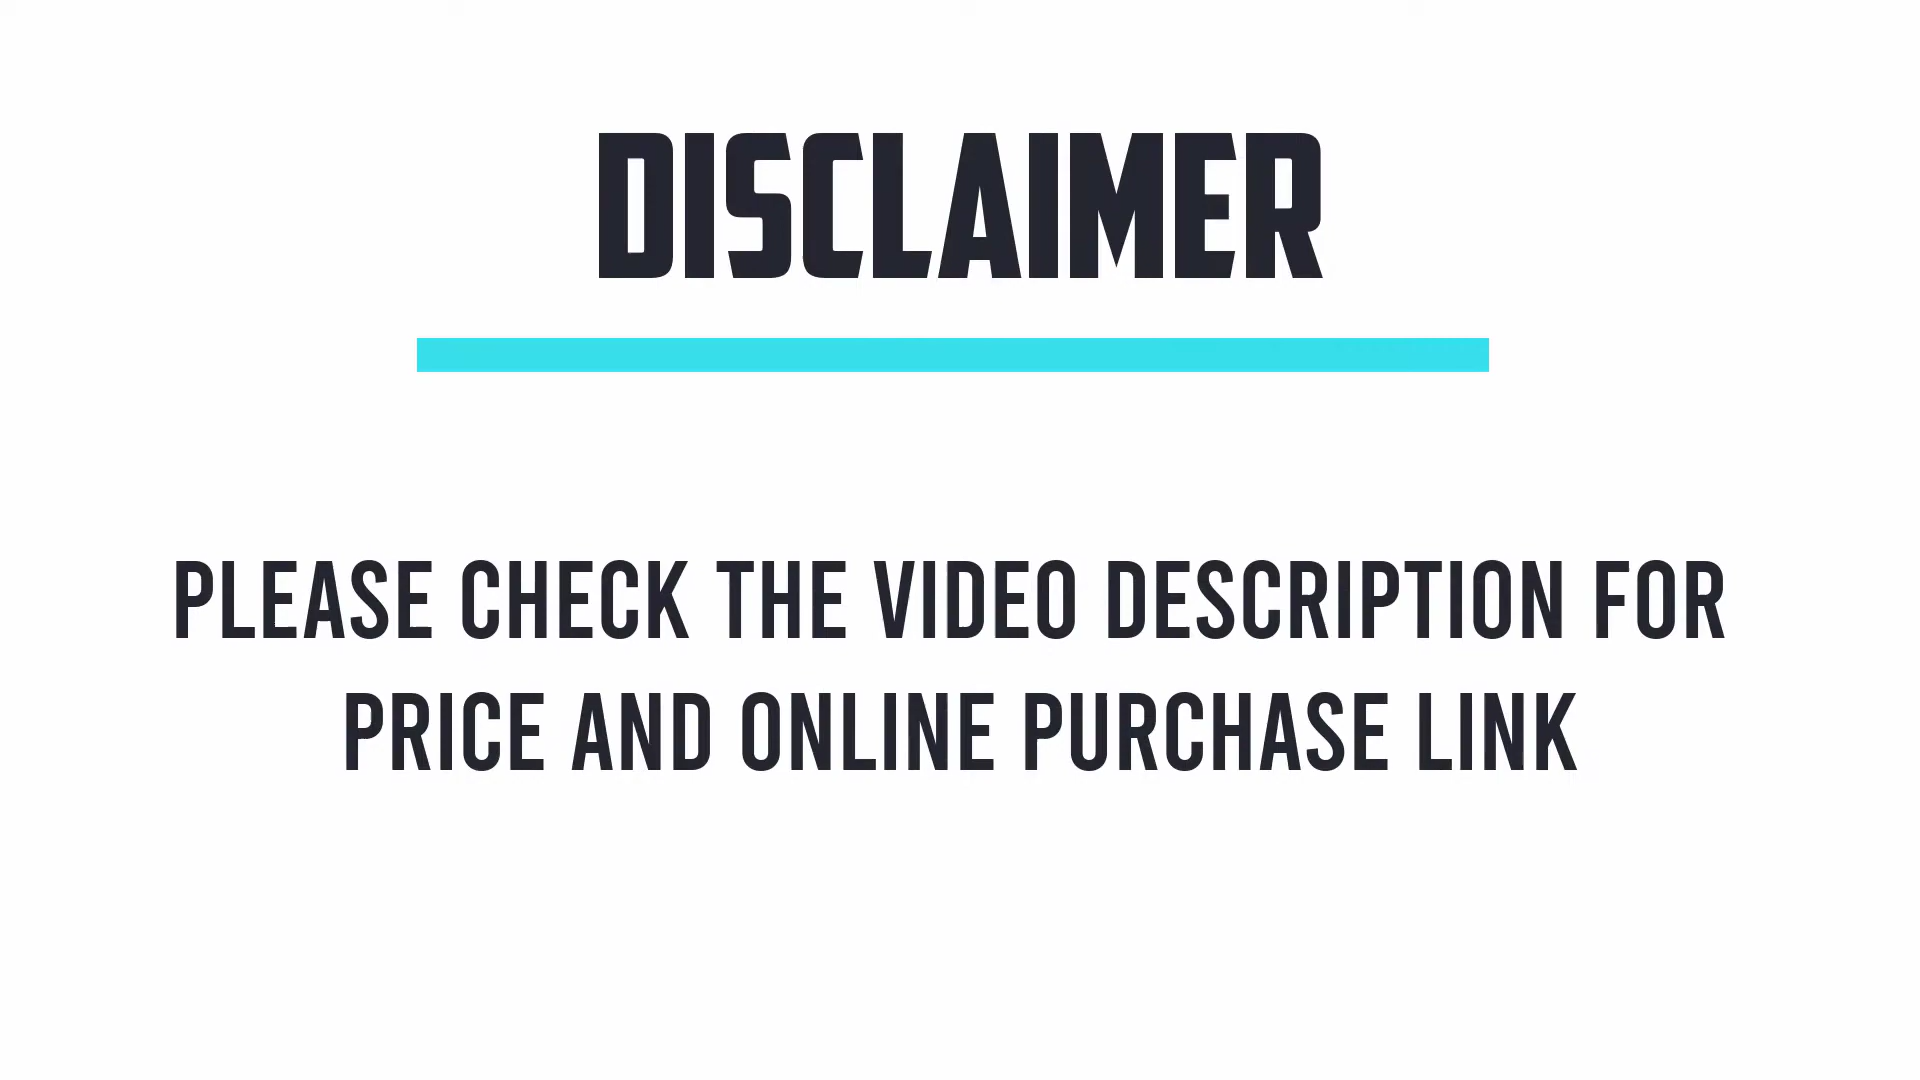 DISCLAIMER
PLEASE CHECK THE VIDEO DESCRIPTION FOR
PRICE AND ONLINE PURCHASE LINK